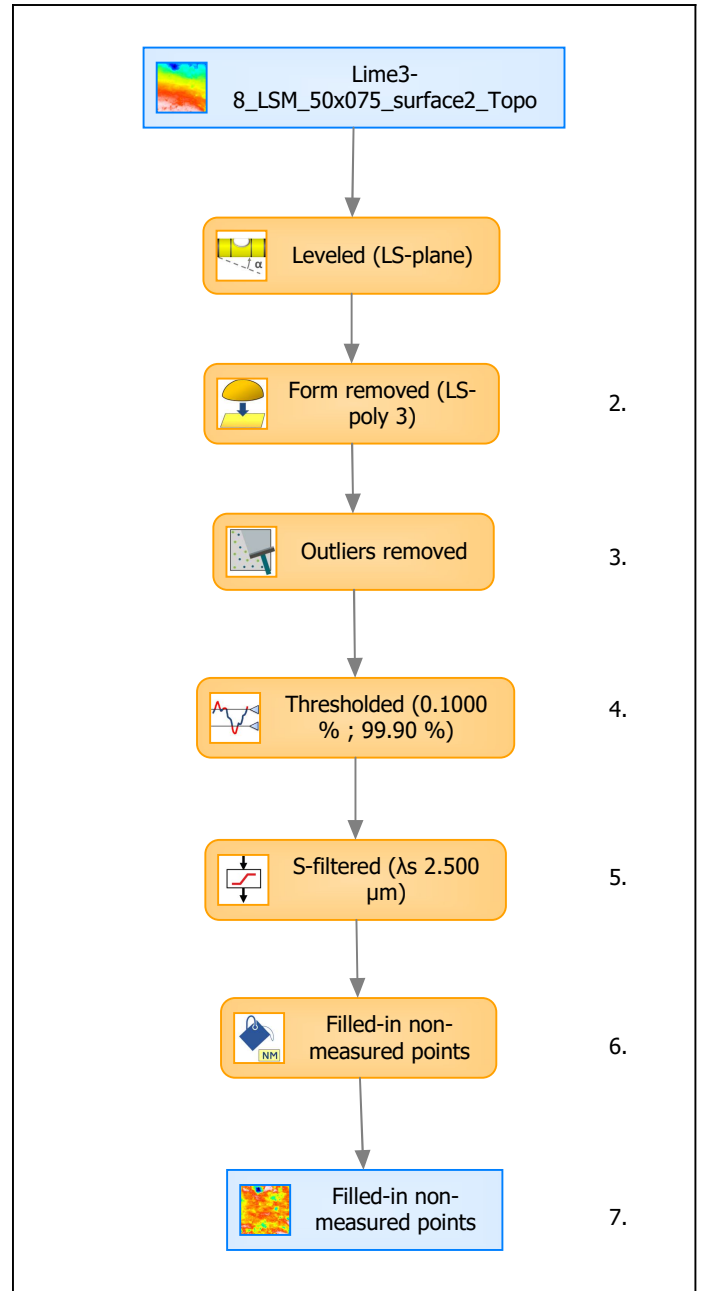 Lime3-
8_LSM_50x075_surface2_Topo
α
Leveled (LS-plane)
Form removed (LS-
poly 3)
2.
Outliers removed
3.
Thresholded (0.1000
% ; 99.90 %)
4.
S-filtered (λs 2.500
µm)
5.
NM
Filled-in non-
measured points
6.
Filled-in non-
measured points
7.